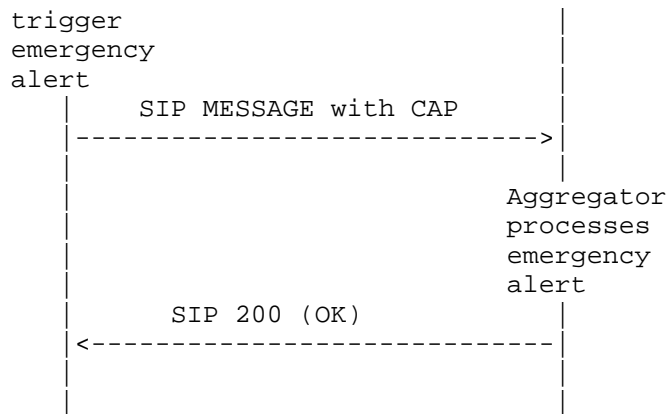 trigger
emergency
alert
SIP MESSAGE with CAP
Aggregator
processes
emergency
alert
SIP 200 (OK)